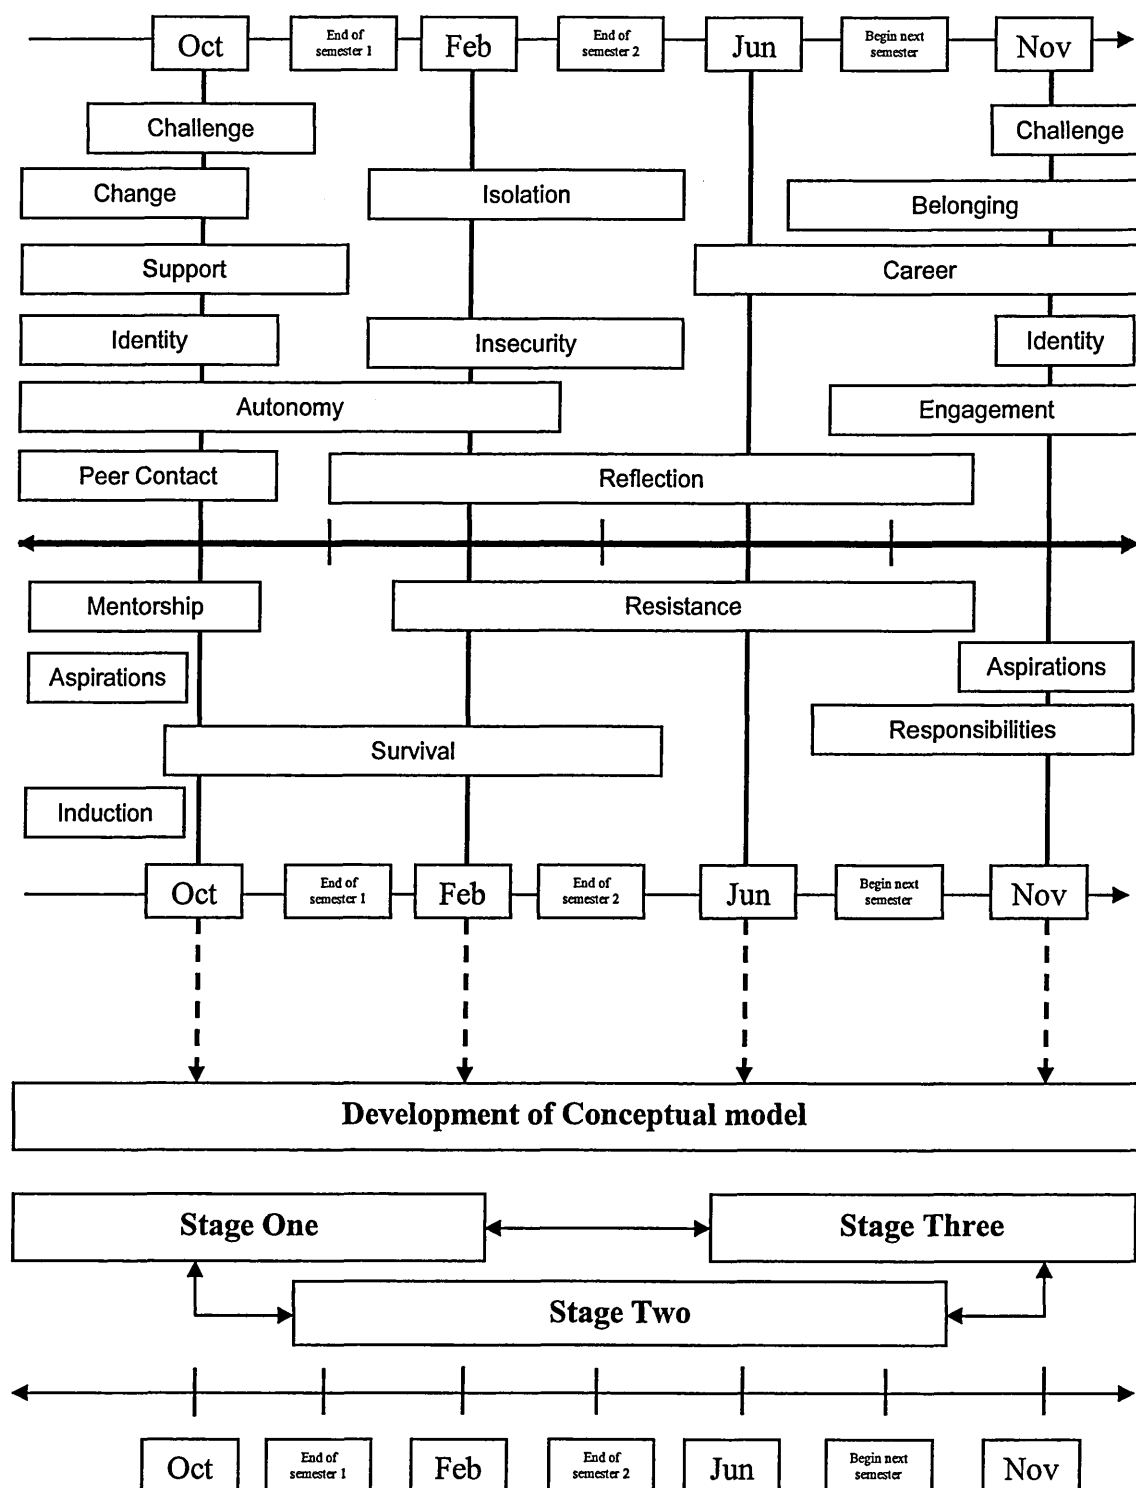 Oct
End of
semester 1
Feb
End of
semester 2
Jun
Begin next
semester
Nov
Challenge
Challenge
Change
Isolation
Belonging
Support
Career
Identity
Insecurity
Identity
Autonomy
Engagement
Peer Contact
Reflection
Mentorship
Resistance
Aspirations
Aspirations
Responsibilities
Survival
Induction
Oct
End of
semester 1
Feb
End of
semester 2
Jun
Begin next
semester
Nov
Development of Conceptual model
Stage One
Stage Three
Stage Two
Oct
End of
semester 1
Feb
End of
semester 2
Jun
Begin next
semester
Nov